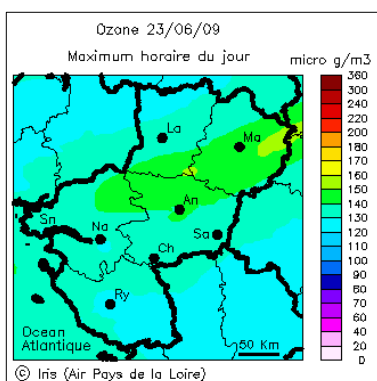 Ozone 23/06/09
Maximum horaire du jour
micro g/m3
La
Ma
An
Sn
Na
Sa
Ch
Ry
Ocean
Atlantique
50 Km
360
300
240
220
200
180
170
160
150
140
130
120
110
100
90
80
70
60
40
20
0
© Iris (Air Pays de la Loire)